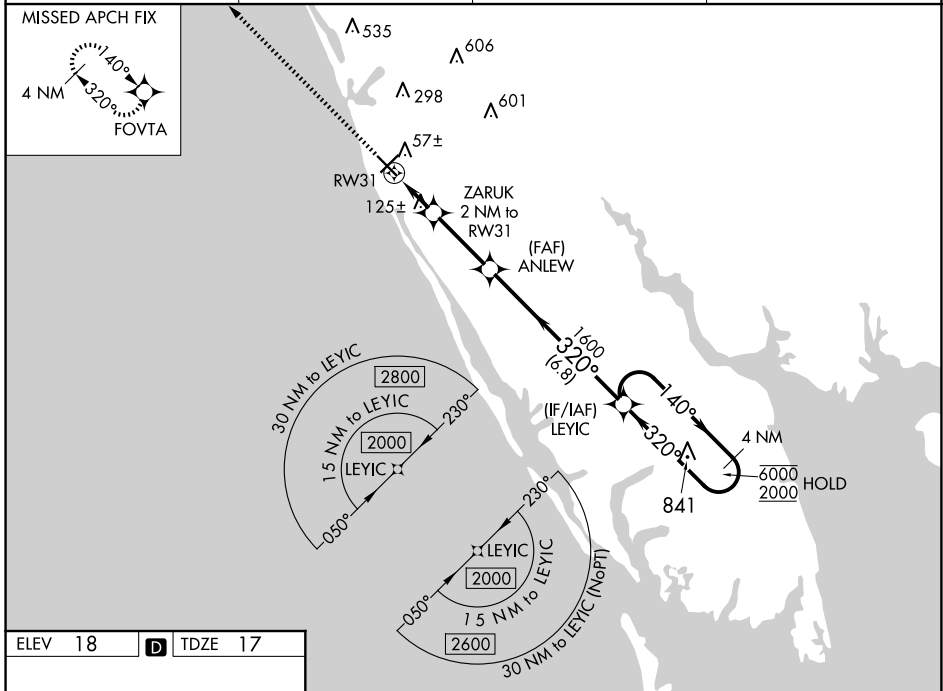 MISSED APCH FIX
140°
4 NM
320°
FOVTA
535
606
298
601
57±
RW31
125±
ZARUK
2 NM to
RW31
(FAF)
ANLEW
1600
320°
(6.8)
(IF/IAF)
LEYIC
140°
320°
4 NM
6000
2000
HOLD
841
30 NM to LEYIC
2800
15 NM to LEYIC
230°
2000
LEYIC
050°
230°
LEYIC
2000
050°
15 NM to LEYIC
2600
30 NM to LEYIC (NoPT)
ELEV 18 D TDZE 17